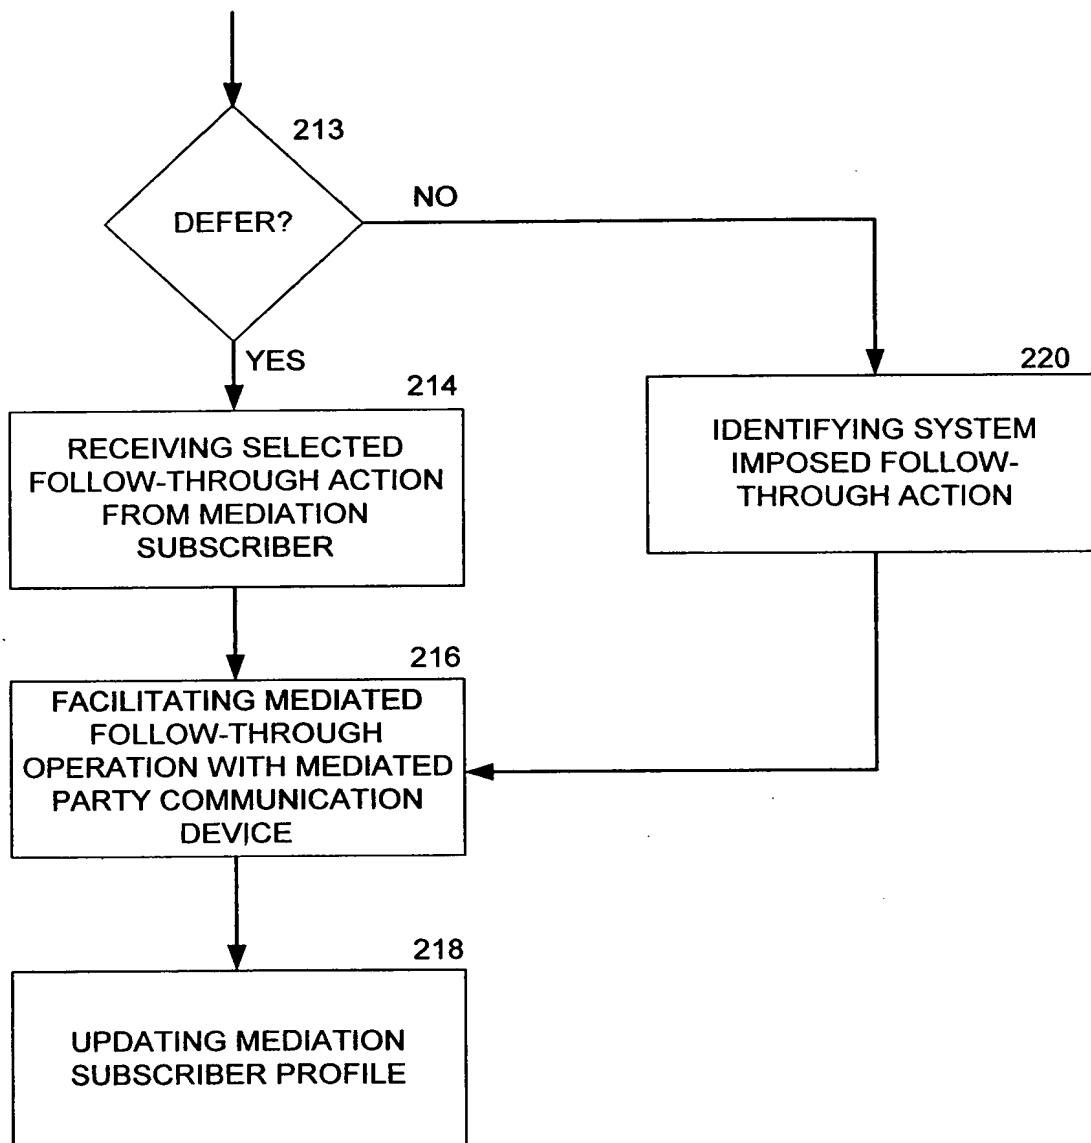 213
DEFER?
NO
YES
214
RECEIVING SELECTED
FOLLOW-THROUGH ACTION
FROM MEDIATION
SUBSCRIBER
220
IDENTIFYING SYSTEM
IMPOSED FOLLOW-
THROUGH ACTION
216
FACILITATING MEDIATED
FOLLOW-THROUGH
OPERATION WITH MEDIATED
PARTY COMMUNICATION
DEVICE
218
UPDATING MEDIATION
SUBSCRIBER PROFILE